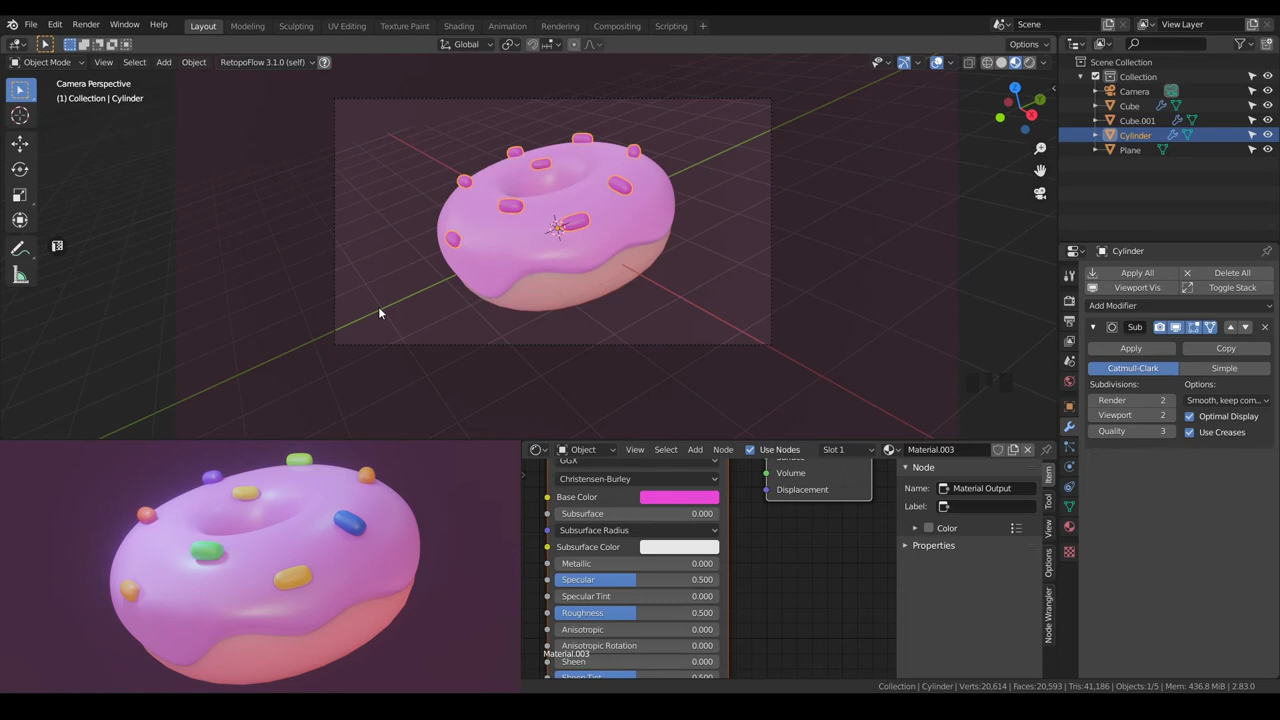 File Edit Render Window Help Layout Modeling Sculpting UV Editing Texture Paint Shading Animation Rendering Compositing Scripting + Scene View Layer
Global Options
Object Mode View Select Add Object RetopoFlow 3.1.0 (self)
Camera Perspective
(1) Collection | Cylinder
Scene Collection
Collection
Camera
Cube
Cube.001
Cylinder
Plane
Cylinder
Apply All Delete All
Viewport Vis Toggle Stack
Add Modifier
Sub
Apply Copy
Catmull-Clark Simple
Subdivisions: Options:
Render 2 Smooth, keep corn...
Viewport 2 Optimal Display
Quality 3 Use Creases
Object View Select Add Node Use Nodes Slot 1 Material.003
GGX
Christensen-Burley
Base Color
Subsurface 0.000
Subsurface Radius
Subsurface Color
Metallic 0.000
Specular 0.500
Specular Tint 0.000
Roughness 0.500
Anisotropic 0.000
Anisotropic Rotation 0.000
Material.003
Sheen 0.000
Sheen Tint 0.500
Volume
Displacement
Node
Name: Material Output
Label:
Color
Properties
Item
Tool
View
Options
Node Wrangler
Collection | Cylinder | Verts:20,614 | Faces:20,593 | Tris:41,186 | Objects:1/5 | Mem: 436.8 MiB | 2.83.0